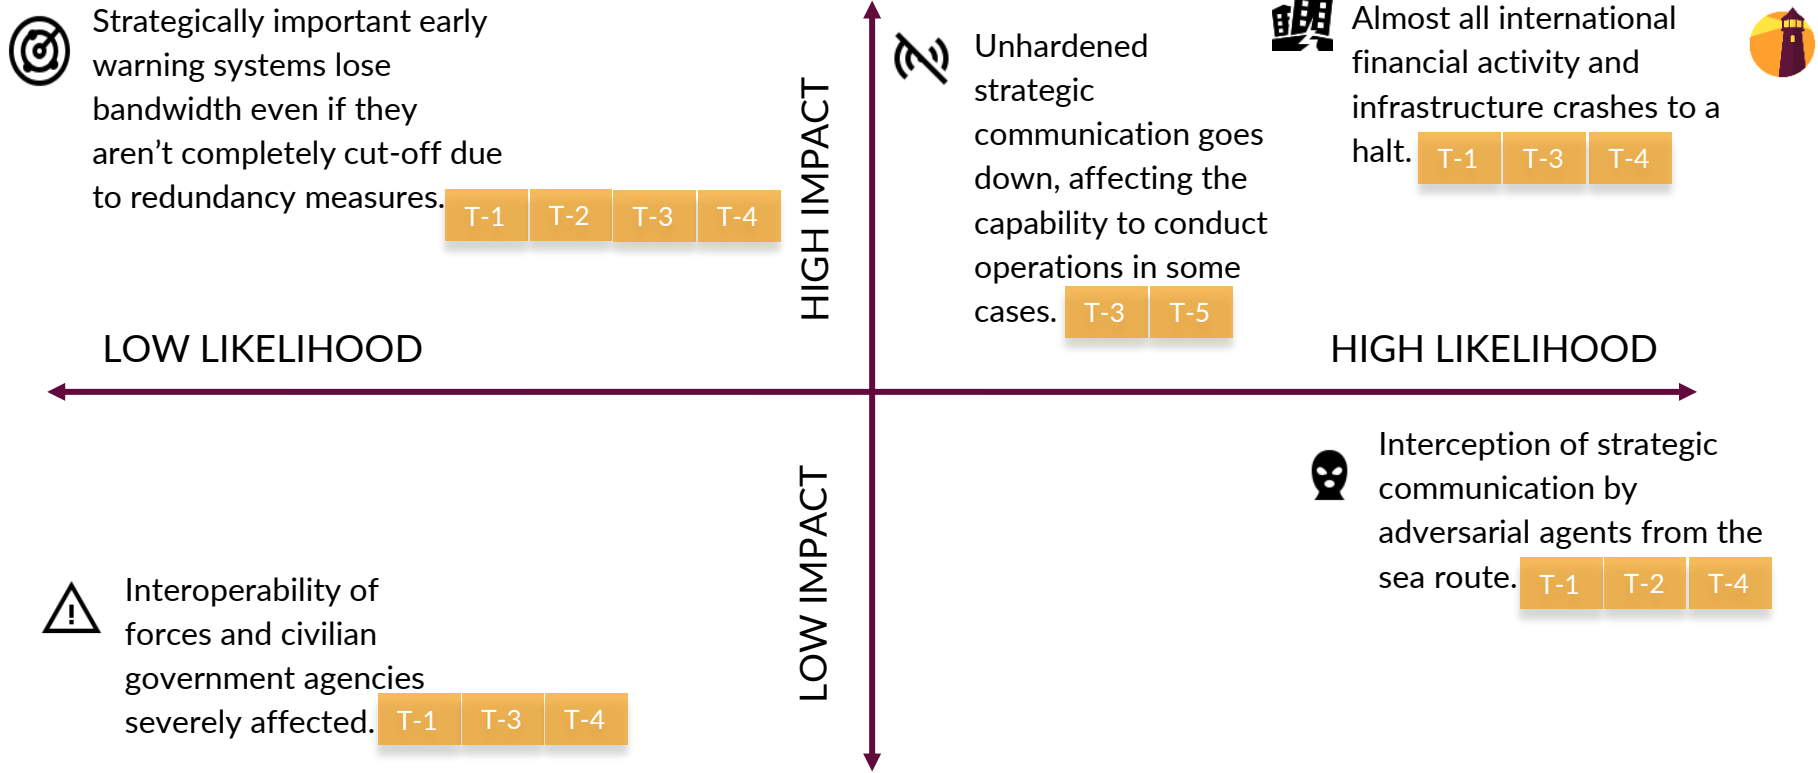 Strategically important early
warning systems lose
bandwidth even if they
aren’t completely cut-off due
to redundancy measures.
T-1 T-2 T-3 T-4
HIGH IMPACT
Unhardened
strategic
communication goes
down, affecting the
capability to conduct
operations in some
cases.
T-3 T-5
Almost all international
financial activity and
infrastructure crashes to a
halt.
T-1 T-3 T-4
LOW LIKELIHOOD
HIGH LIKELIHOOD
Interoperability of
forces and civilian
government agencies
severely affected.
T-1 T-3 T-4
LOW IMPACT
Interception of strategic
communication by
adversarial agents from the
sea route.
T-1 T-2 T-4